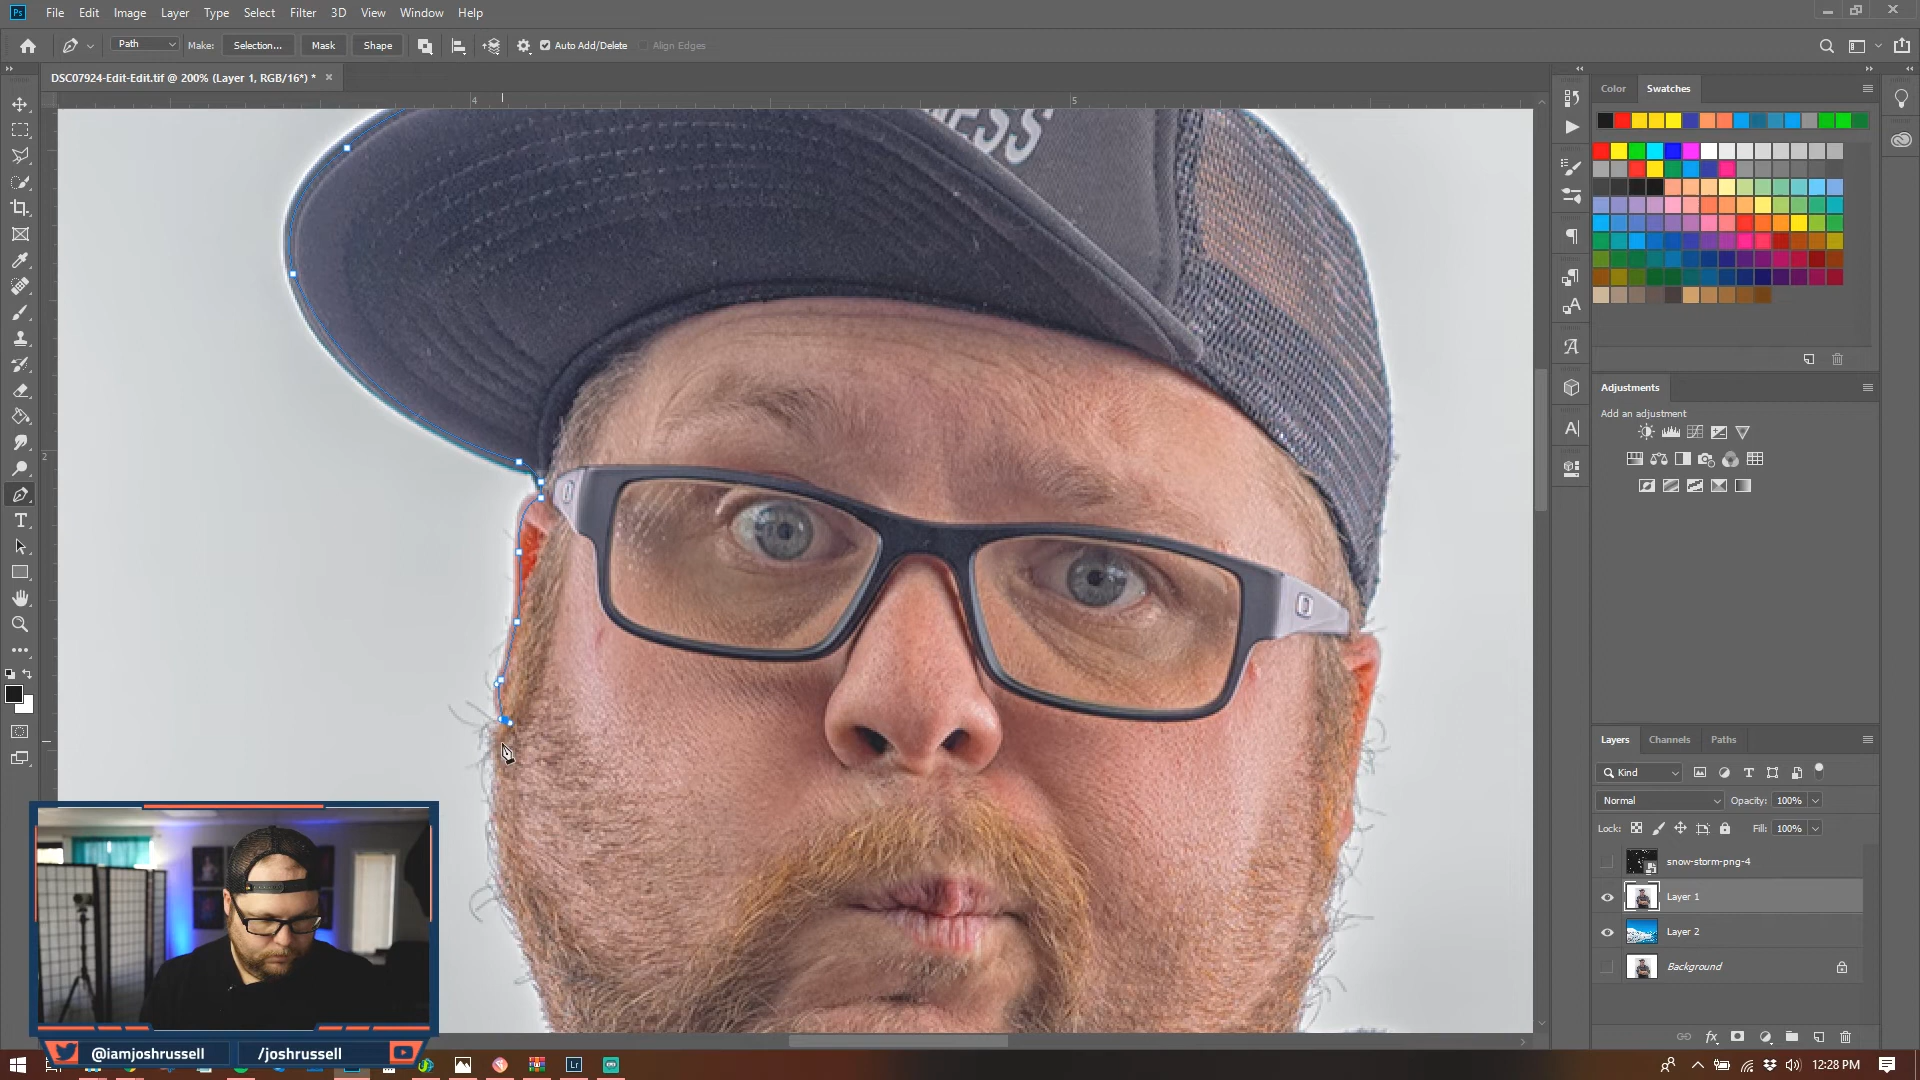 File Edit Image Layer Type Select Filter 3D View Window Help
Path Make: Selection... Mask Shape Auto Add/Delete Align Edges
DSC07924-Edit-Edit.tif @ 200% (Layer 1, RGB/16*) * ×
Color Swatches
4 5
2
Adjustments
Add an adjustment
Layers Channels Paths
Kind
Normal Opacity: 100%
Lock: Fill: 100%
snow-storm-png-4
Layer 1
Layer 2
Background
@iamjoshrussell /joshrussell
12:28 PM